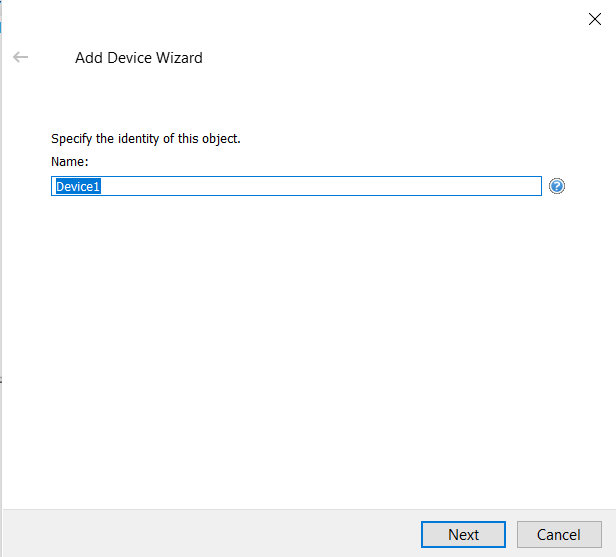 Add Device Wizard
Specify the identity of this object.
Name:
Device1
?
Next
Cancel